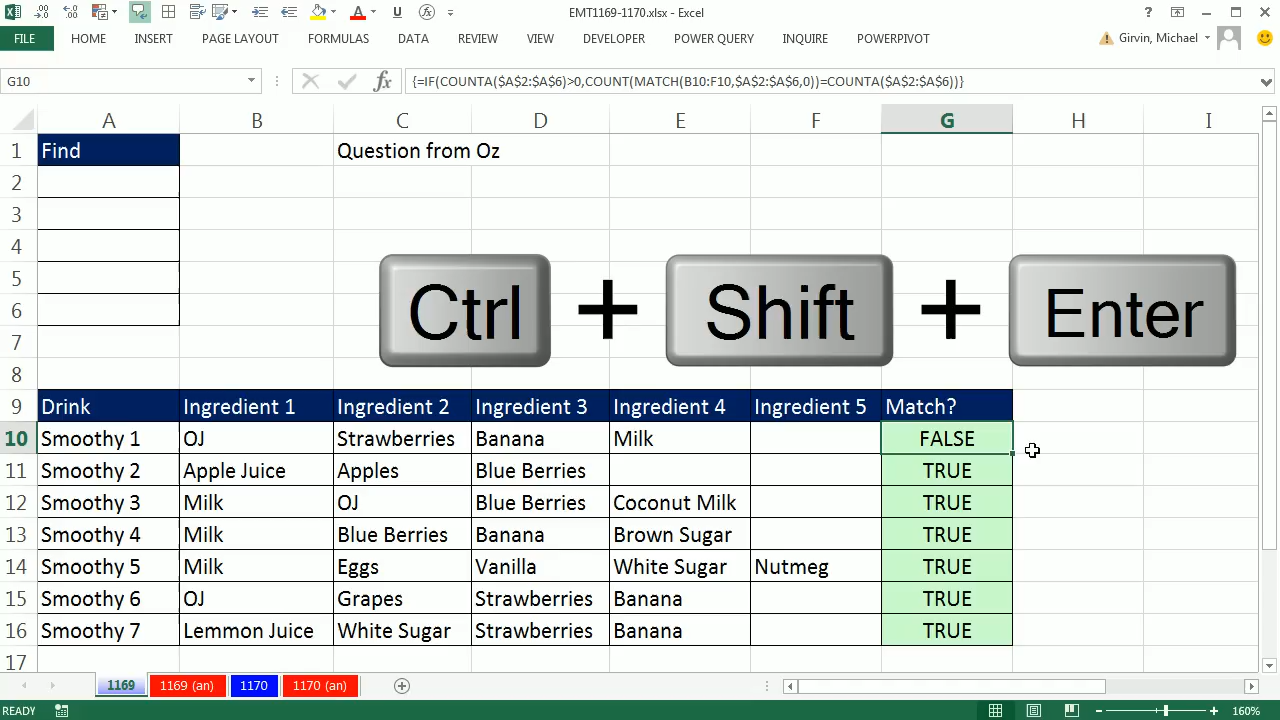 EMT1169-1170.xlsx - Excel
FILE HOME INSERT PAGE LAYOUT FORMULAS DATA REVIEW VIEW DEVELOPER POWER QUERY INQUIRE POWERPIVOT Girvin, Michael
G10 fx {=IF(COUNTA($A$2:$A$6)>0,COUNT(MATCH(B10:F10,$A$2:$A$6,0))=COUNTA($A$2:$A$6))}
A B C D E F G H I
1 Find Question from Oz
2
3
4
5
6
7
Ctrl + Shift + Enter
8
9 Drink Ingredient 1 Ingredient 2 Ingredient 3 Ingredient 4 Ingredient 5 Match?
10 Smoothy 1 OJ Strawberries Banana Milk FALSE
11 Smoothy 2 Apple Juice Apples Blue Berries TRUE
12 Smoothy 3 Milk OJ Blue Berries Coconut Milk TRUE
13 Smoothy 4 Milk Blue Berries Banana Brown Sugar TRUE
14 Smoothy 5 Milk Eggs Vanilla White Sugar Nutmeg TRUE
15 Smoothy 6 OJ Grapes Strawberries Banana TRUE
16 Smoothy 7 Lemmon Juice White Sugar Strawberries Banana TRUE
17
1169 1169 (an) 1170 1170 (an)
READY 160%